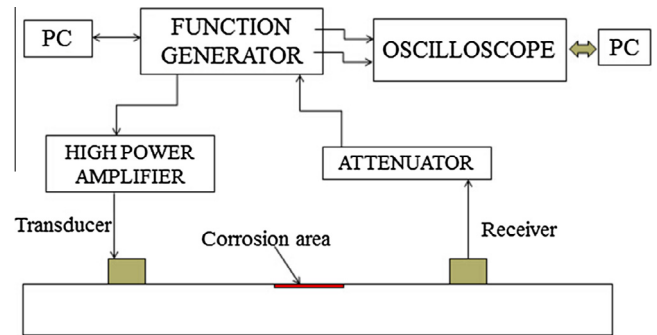 PC
FUNCTION
GENERATOR
OSCILLOSCOPE
PC
HIGH POWER
AMPLIFIER
ATTENUATOR
Transducer
Corrosion area
Receiver